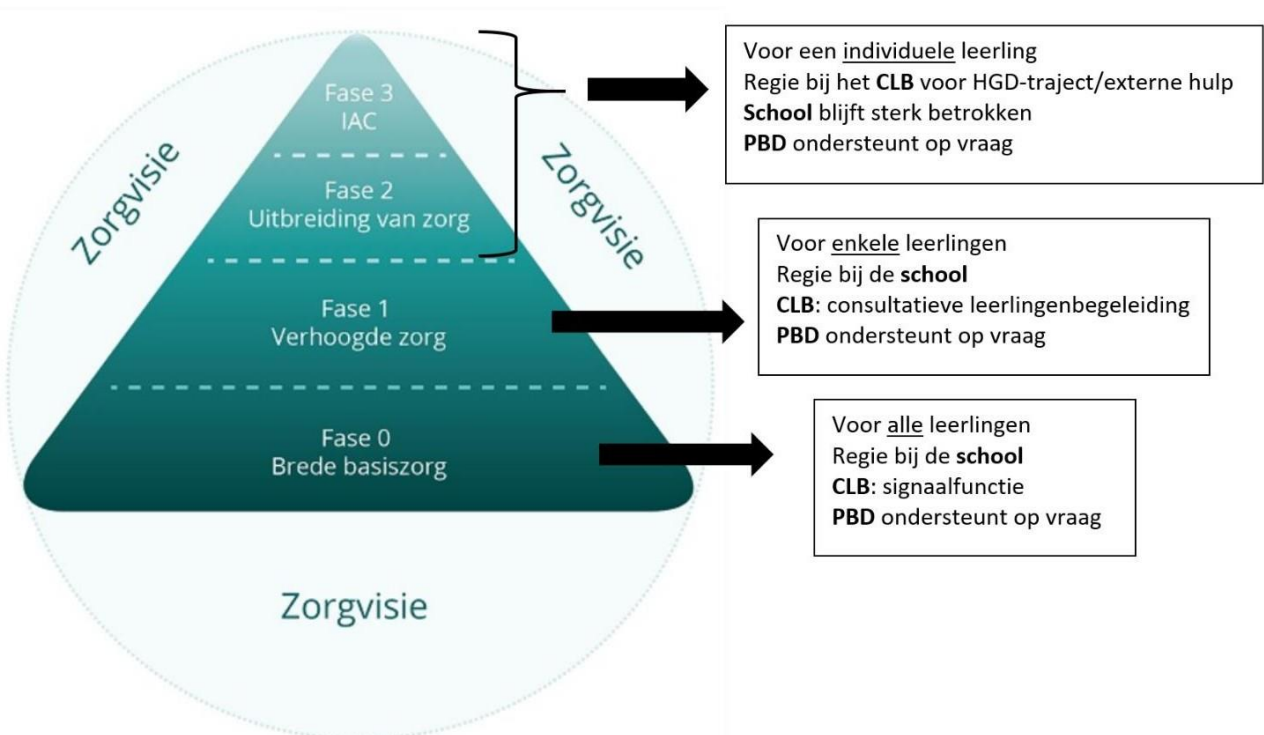 Fase 3
IAC
Fase 2
Uitbreiding van zorg
Fase 1
Verhoogde zorg
Fase 0
Brede basiszorg
Zorgvisie
Zorgvisie
Zorgvisie
Voor een individuele leerling
Regie bij het CLB voor HGD-traject/externe hulp
School blijft sterk betrokken
PBD ondersteunt op vraag
Voor enkele leerlingen
Regie bij de school
CLB: consultatieve leerlingenbegeleiding
PBD ondersteunt op vraag
Voor alle leerlingen
Regie bij de school
CLB: signaalfunctie
PBD ondersteunt op vraag